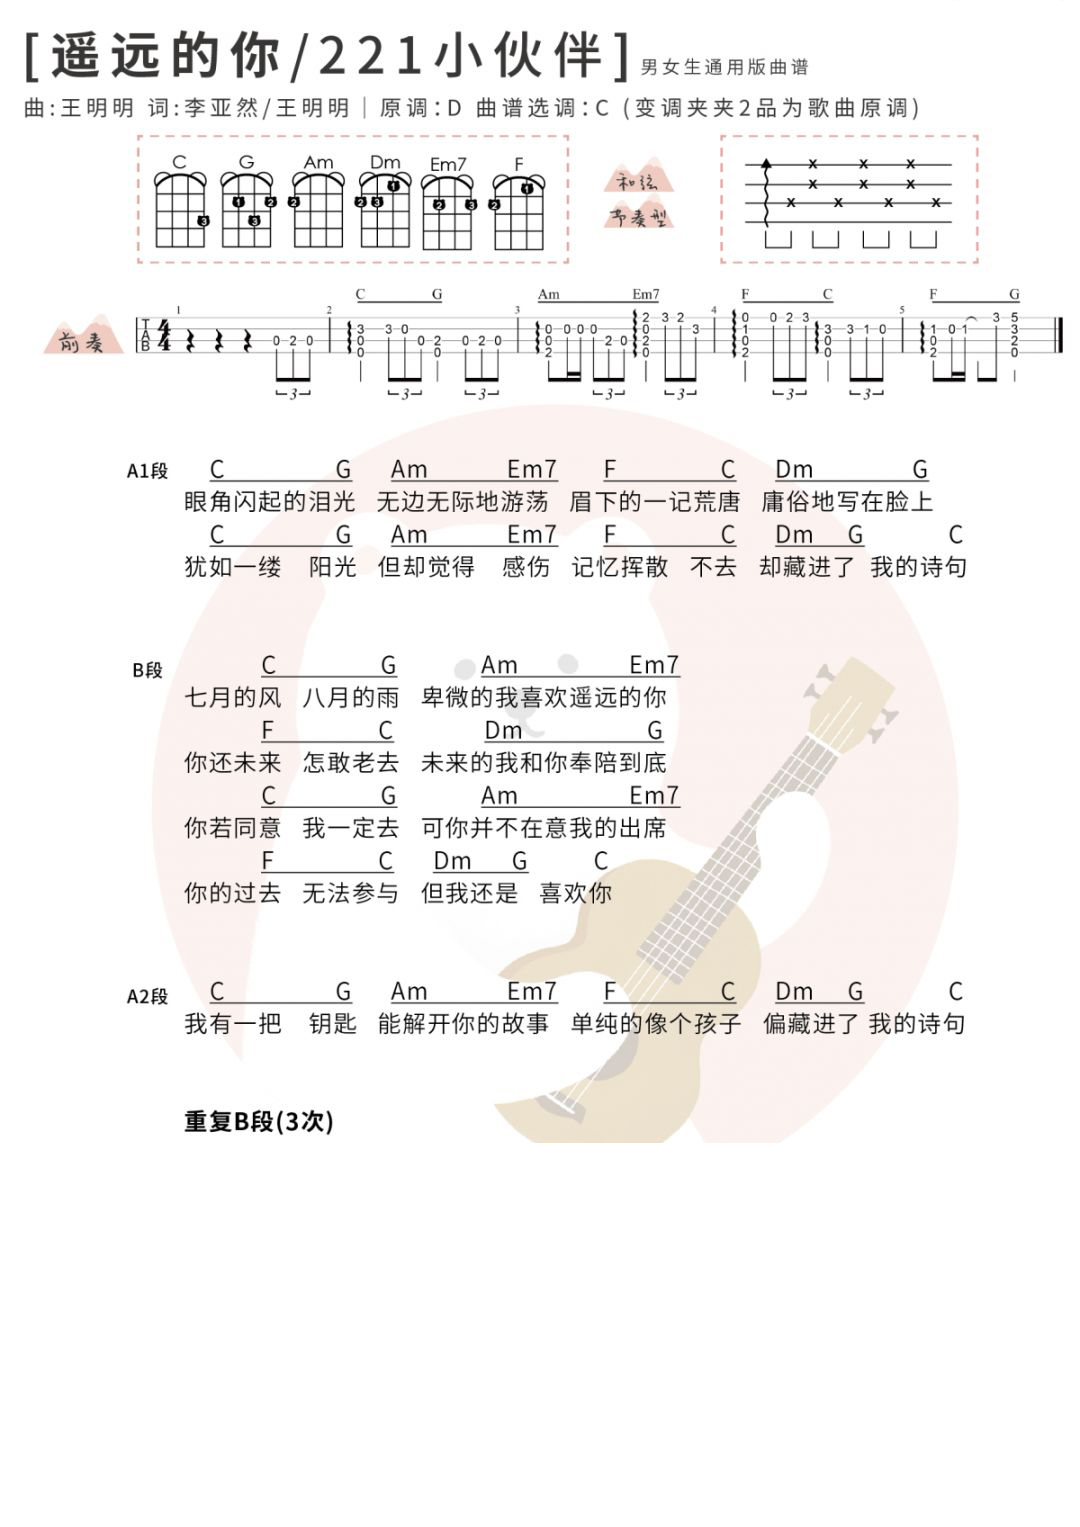 [遥远的你/221小伙伴] 男女生通用版曲谱
曲:王明明 词:李亚然/王明明｜原调:D 曲谱选调:C (变调夹夹2品为歌曲原调)
C G Am Dm Em7 F
和弦
节奏型
前奏
C G Am Em7 F C F G
1 2 3 4 5
A1段
C G Am Em7 F C Dm G
眼角闪起的泪光 无边无际地游荡 眉下的一记荒唐 庸俗地写在脸上
C G Am Em7 F C Dm G C
犹如一缕 阳光 但却觉得 感伤 记忆挥散 不去 却藏进了 我的诗句
B段
C G Am Em7
七月的风 八月的雨 卑微的我喜欢遥远的你
F C Dm G
你还未来 怎敢老去 未来的我和你奉陪到底
C G Am Em7
你若同意 我一定去 可你并不在意我的出席
F C Dm G C
你的过去 无法参与 但我还是 喜欢你
A2段
C G Am Em7 F C Dm G C
我有一把 钥匙 能解开你的故事 单纯的像个孩子 偏藏进了 我的诗句
重复B段(3次)